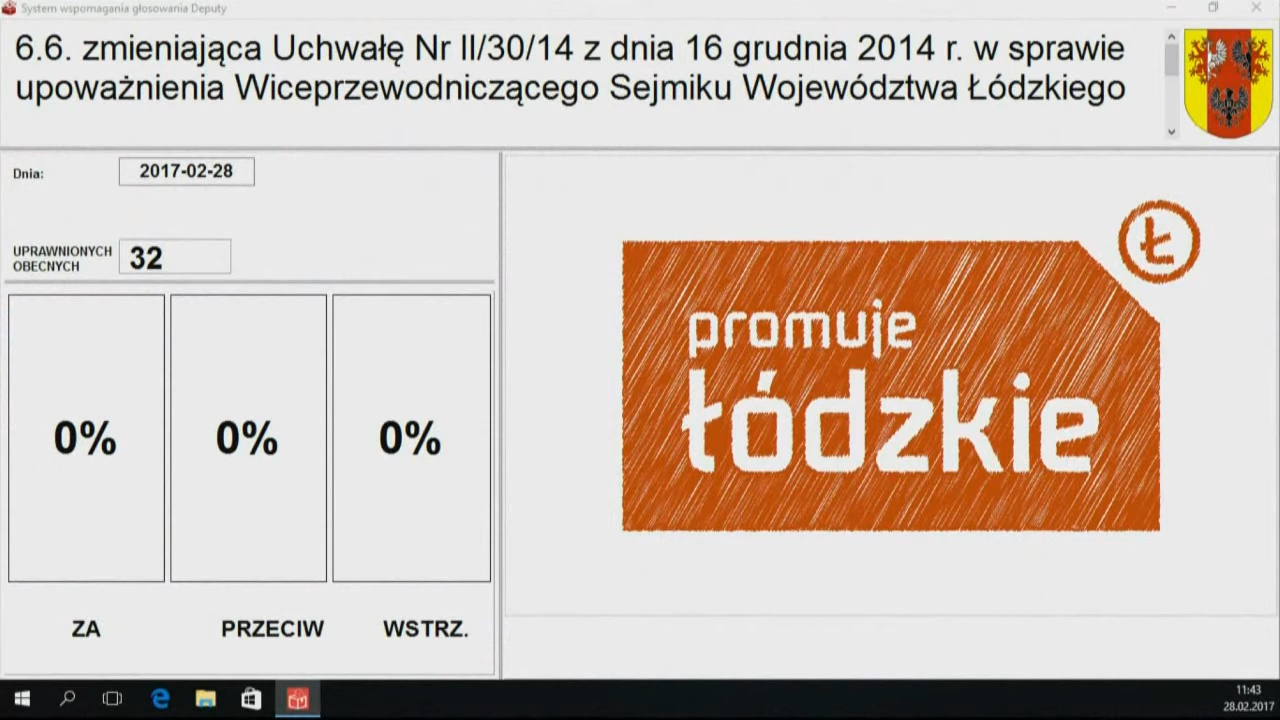 System wspomagania głosowania Deputy
6.6. zmieniająca Uchwałę Nr II/30/14 z dnia 16 grudnia 2014 r. w sprawie
upoważnienia Wiceprzewodniczącego Sejmiku Województwa Łódzkiego
Dnia: 2017-02-28
UPRAWNIONYCH
OBECNYCH 32
0% 0% 0%
ZA PRZECIW WSTRZ.
Ł
promuje
łódzkie
11:43
28.02.2017